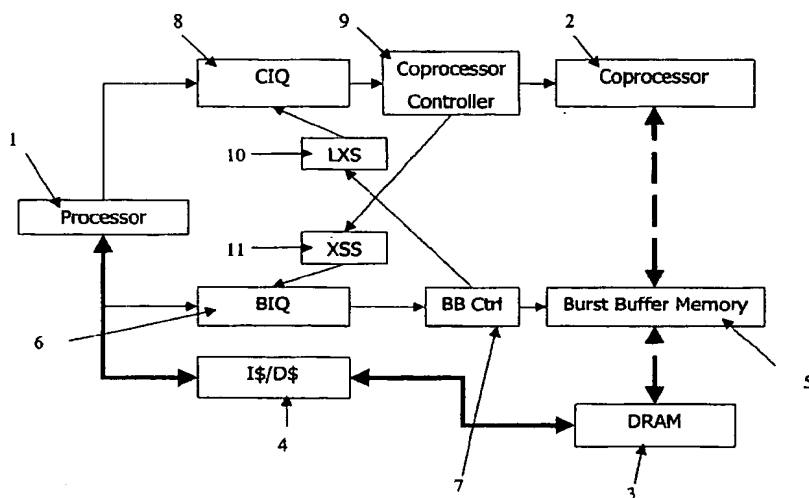 8
9
2
CIQ
Coprocessor
Controller
Coprocessor
1
10
LXS
Processor
11
XSS
6
BIQ
BB Ctrl
Burst Buffer Memory
5
I$/D$
4
DRAM
7
3